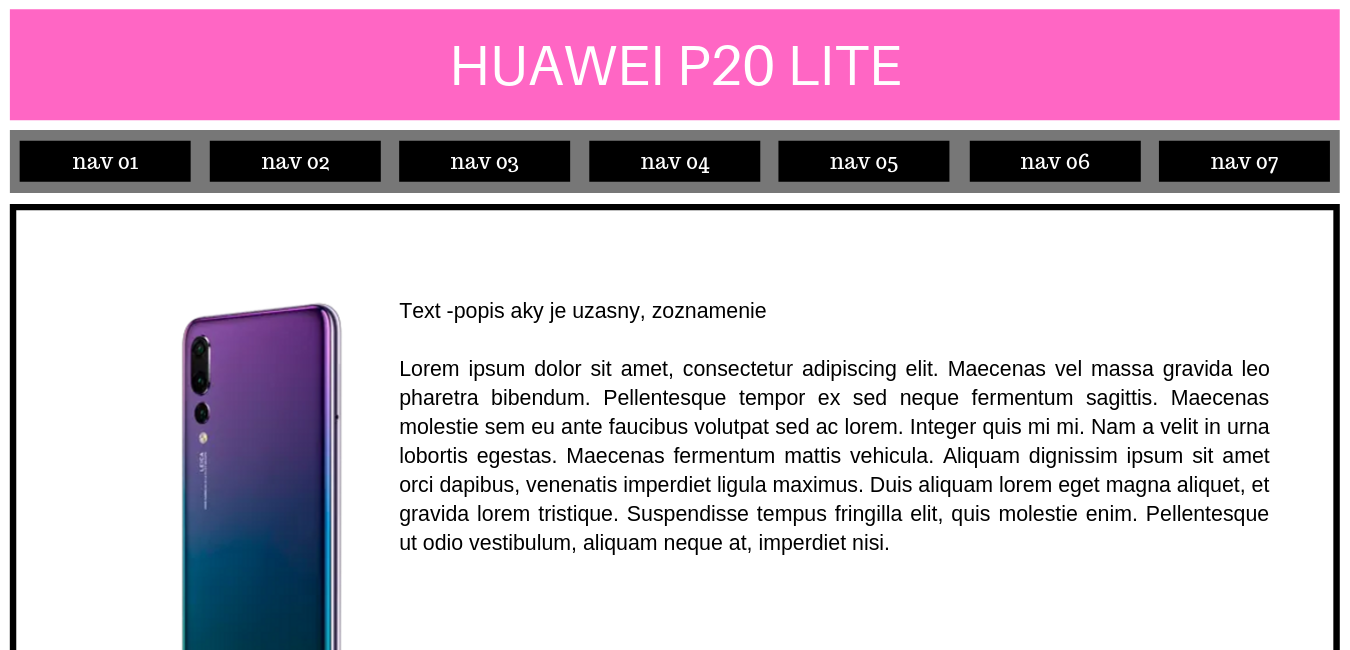 HUAWEI P20 LITE
nav 01
nav 02
nav 03
nav 04
nav 05
nav 06
nav 07
Text -popis aky je uzasny, zoznamenie
Lorem ipsum dolor sit amet, consectetur adipiscing elit. Maecenas vel massa gravida leo
pharetra bibendum. Pellentesque tempor ex sed neque fermentum sagittis. Maecenas
molestie sem eu ante faucibus volutpat sed ac lorem. Integer quis mi mi. Nam a velit in urna
lobortis egestas. Maecenas fermentum mattis vehicula. Aliquam dignissim ipsum sit amet
orci dapibus, venenatis imperdiet ligula maximus. Duis aliquam lorem eget magna aliquet, et
gravida lorem tristique. Suspendisse tempus fringilla elit, quis molestie enim. Pellentesque
ut odio vestibulum, aliquam neque at, imperdiet nisi.
LEICA